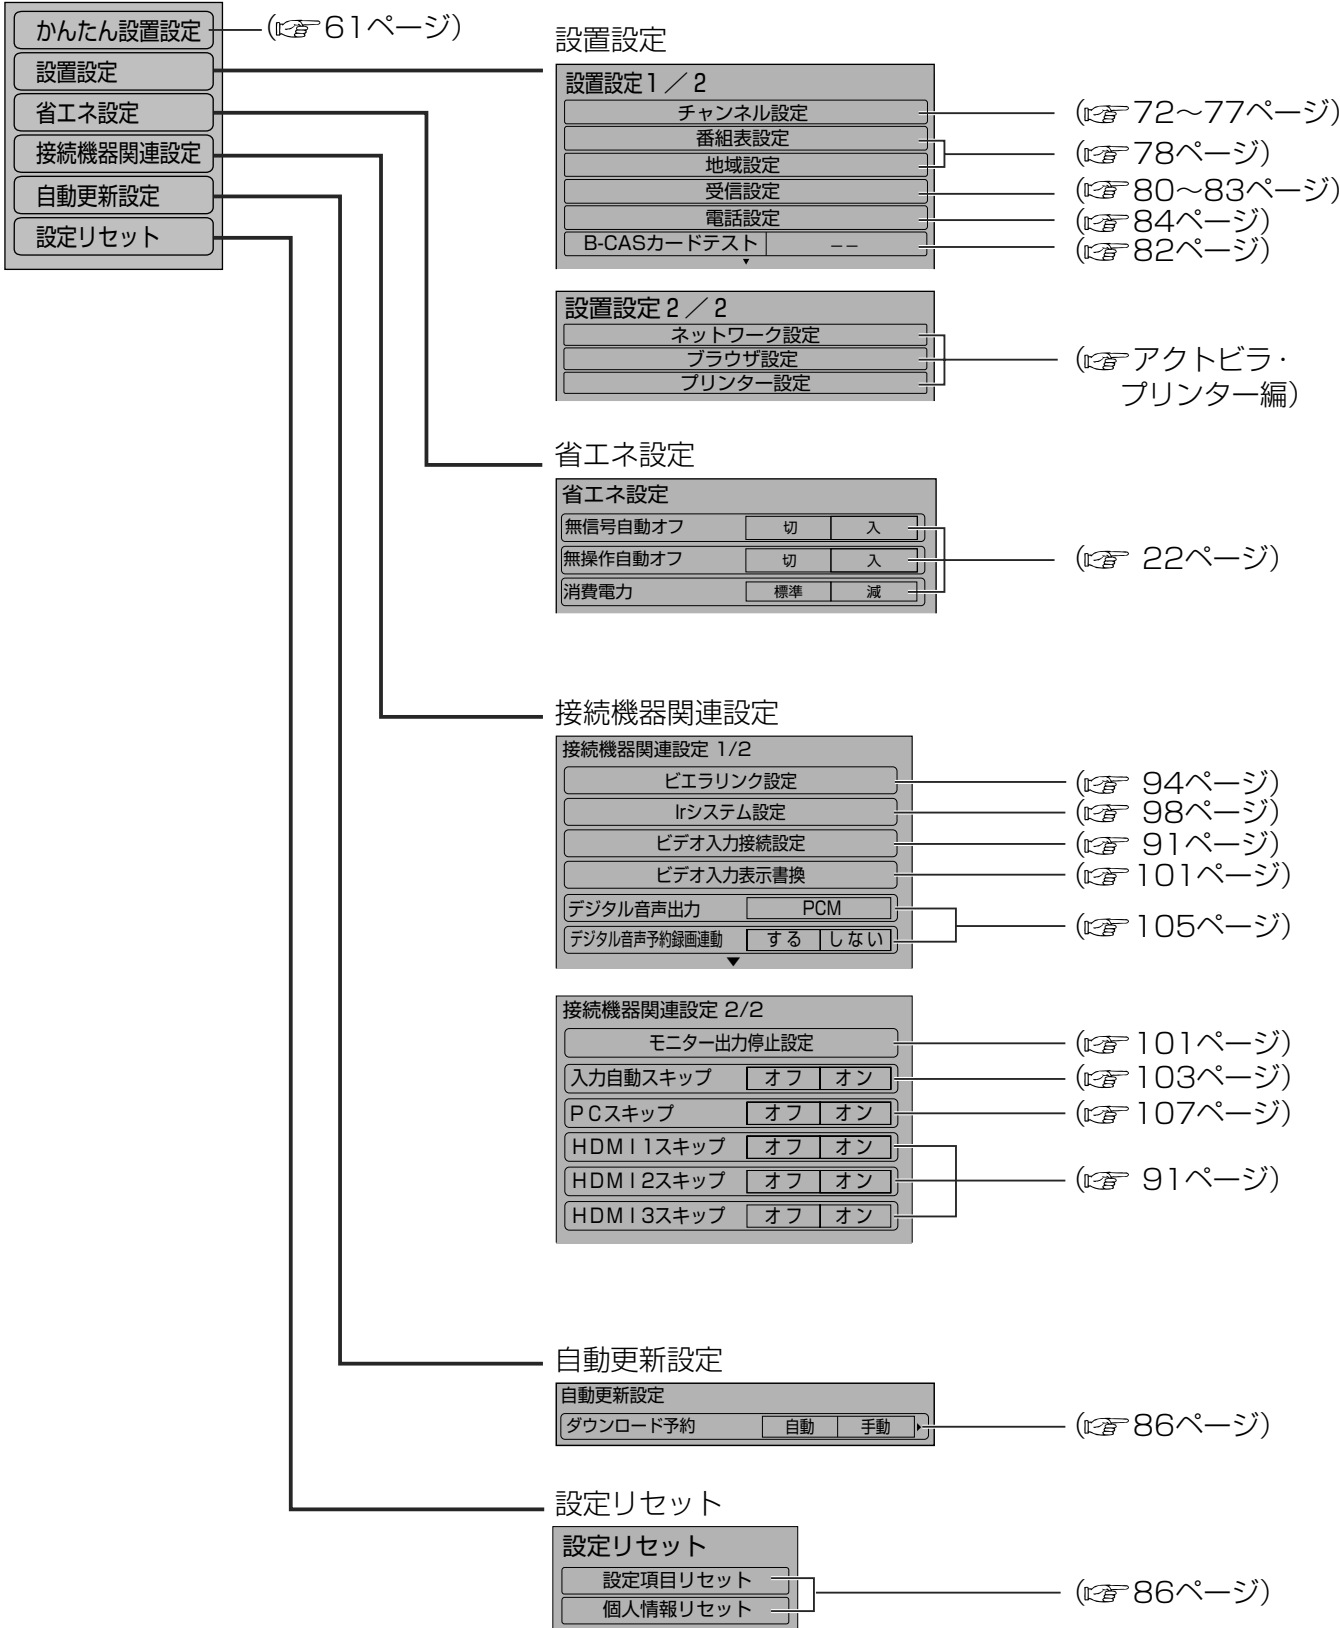 かんたん設置設定
(☞61ページ)
設置設定
省エネ設定
接続機器関連設定
自動更新設定
設定リセット
設置設定
設置設定1／2
チャンネル設定
(☞72〜77ページ)
番組表設定
地域設定
(☞78ページ)
受信設定
(☞80〜83ページ)
電話設定
(☞84ページ)
B-CASカードテスト −−
(☞82ページ)
▼
設置設定2／2
ネットワーク設定
ブラウザ設定
プリンター設定
(☞アクトビラ・
プリンター編)
省エネ設定
省エネ設定
無信号自動オフ 切 入
無操作自動オフ 切 入
消費電力 標準 減
(☞ 22ページ)
接続機器関連設定
接続機器関連設定 1/2
ビエラリンク設定
(☞ 94ページ)
Irシステム設定
(☞ 98ページ)
ビデオ入力接続設定
(☞ 91ページ)
ビデオ入力表示書換
(☞101ページ)
デジタル音声出力 PCM
デジタル音声予約録画連動 する しない
(☞105ページ)
▼
接続機器関連設定 2/2
モニター出力停止設定
(☞101ページ)
入力自動スキップ オフ オン
(☞103ページ)
PCスキップ オフ オン
(☞107ページ)
HDMI1スキップ オフ オン
HDMI2スキップ オフ オン
HDMI3スキップ オフ オン
(☞ 91ページ)
自動更新設定
自動更新設定
ダウンロード予約 自動 手動
(☞86ページ)
設定リセット
設定リセット
設定項目リセット
個人情報リセット
(☞86ページ)